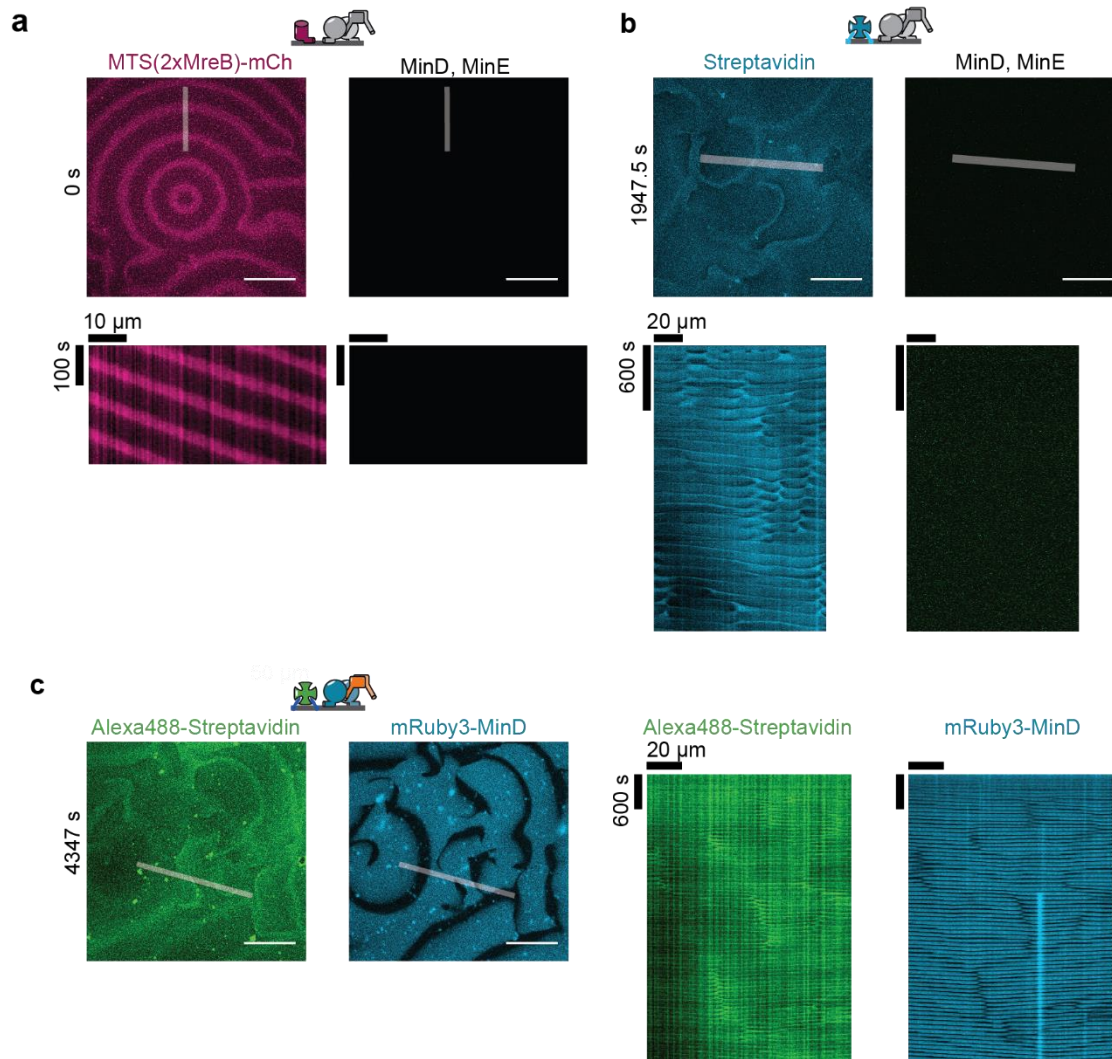 a
MTS(2xMreB)-mCh
MinD, MinE
0 s
10 µm
100 s
b
Streptavidin
MinD, MinE
1947.5 s
20 µm
600 s
c
Alexa488-Streptavidin
mRuby3-MinD
4347 s
Alexa488-Streptavidin
mRuby3-MinD
20 µm
600 s